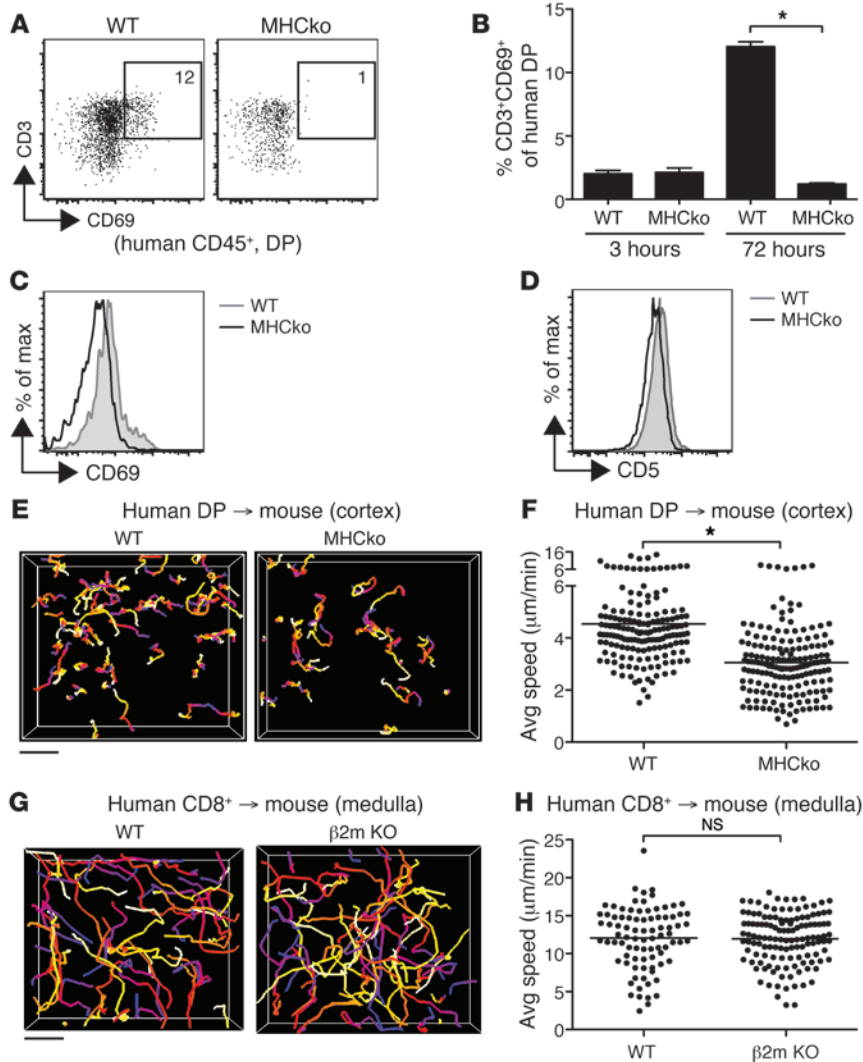 A
WT
MHCko
12
1
CD3
CD69
(human CD45+, DP)
B
% CD3+CD69+
of human DP
15
10
5
0
*
WT
MHCko
WT
MHCko
3 hours
72 hours
C
% of max
CD69
WT
MHCko
D
% of max
CD5
WT
MHCko
E
Human DP → mouse (cortex)
WT
MHCko
F
Human DP → mouse (cortex)
*
Avg speed (μm/min)
16
6
6
4
2
0
WT
MHCko
G
Human CD8+ → mouse (medulla)
WT
β2m KO
H
Human CD8+ → mouse (medulla)
NS
Avg speed (μm/min)
25
20
15
10
5
0
WT
β2m KO